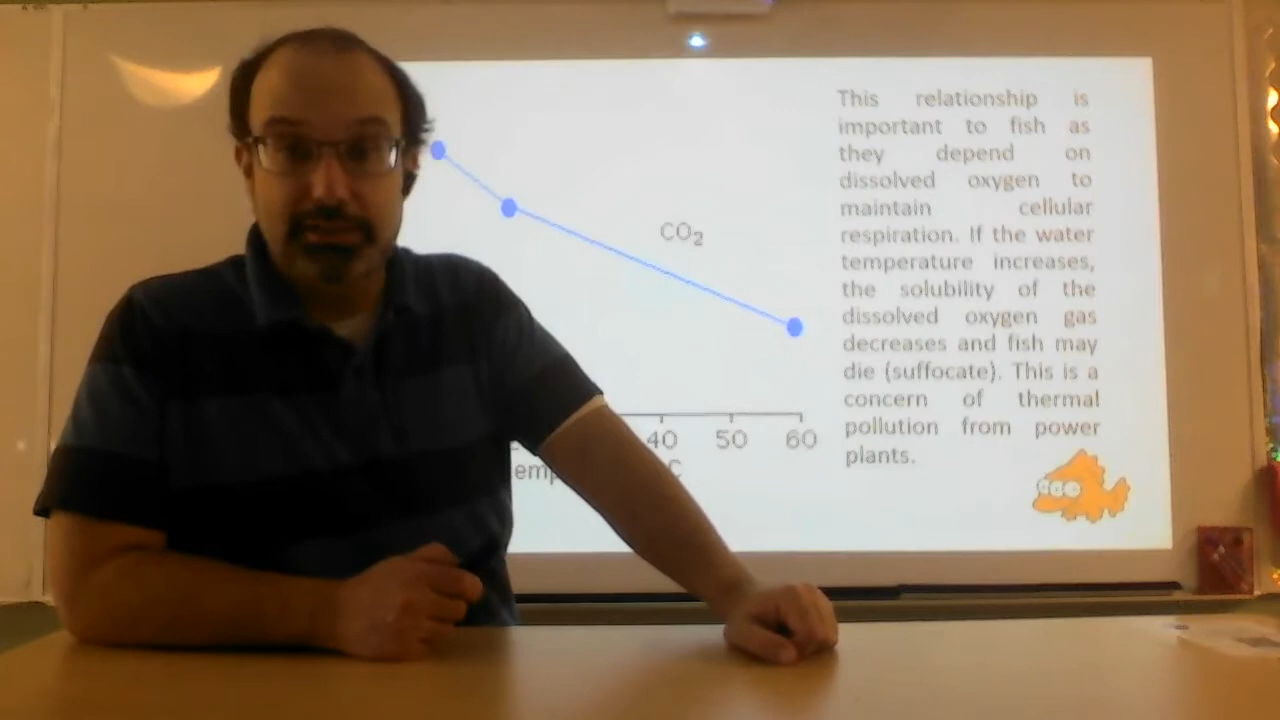 This relationship is
important to fish as
they depend on
dissolved oxygen to
maintain cellular
respiration. If the water
temperature increases,
the solubility of the
dissolved oxygen gas
decreases and fish may
die (suffocate). This is a
concern of thermal
pollution from power
plants.
CO₂
40 50 60
emp C